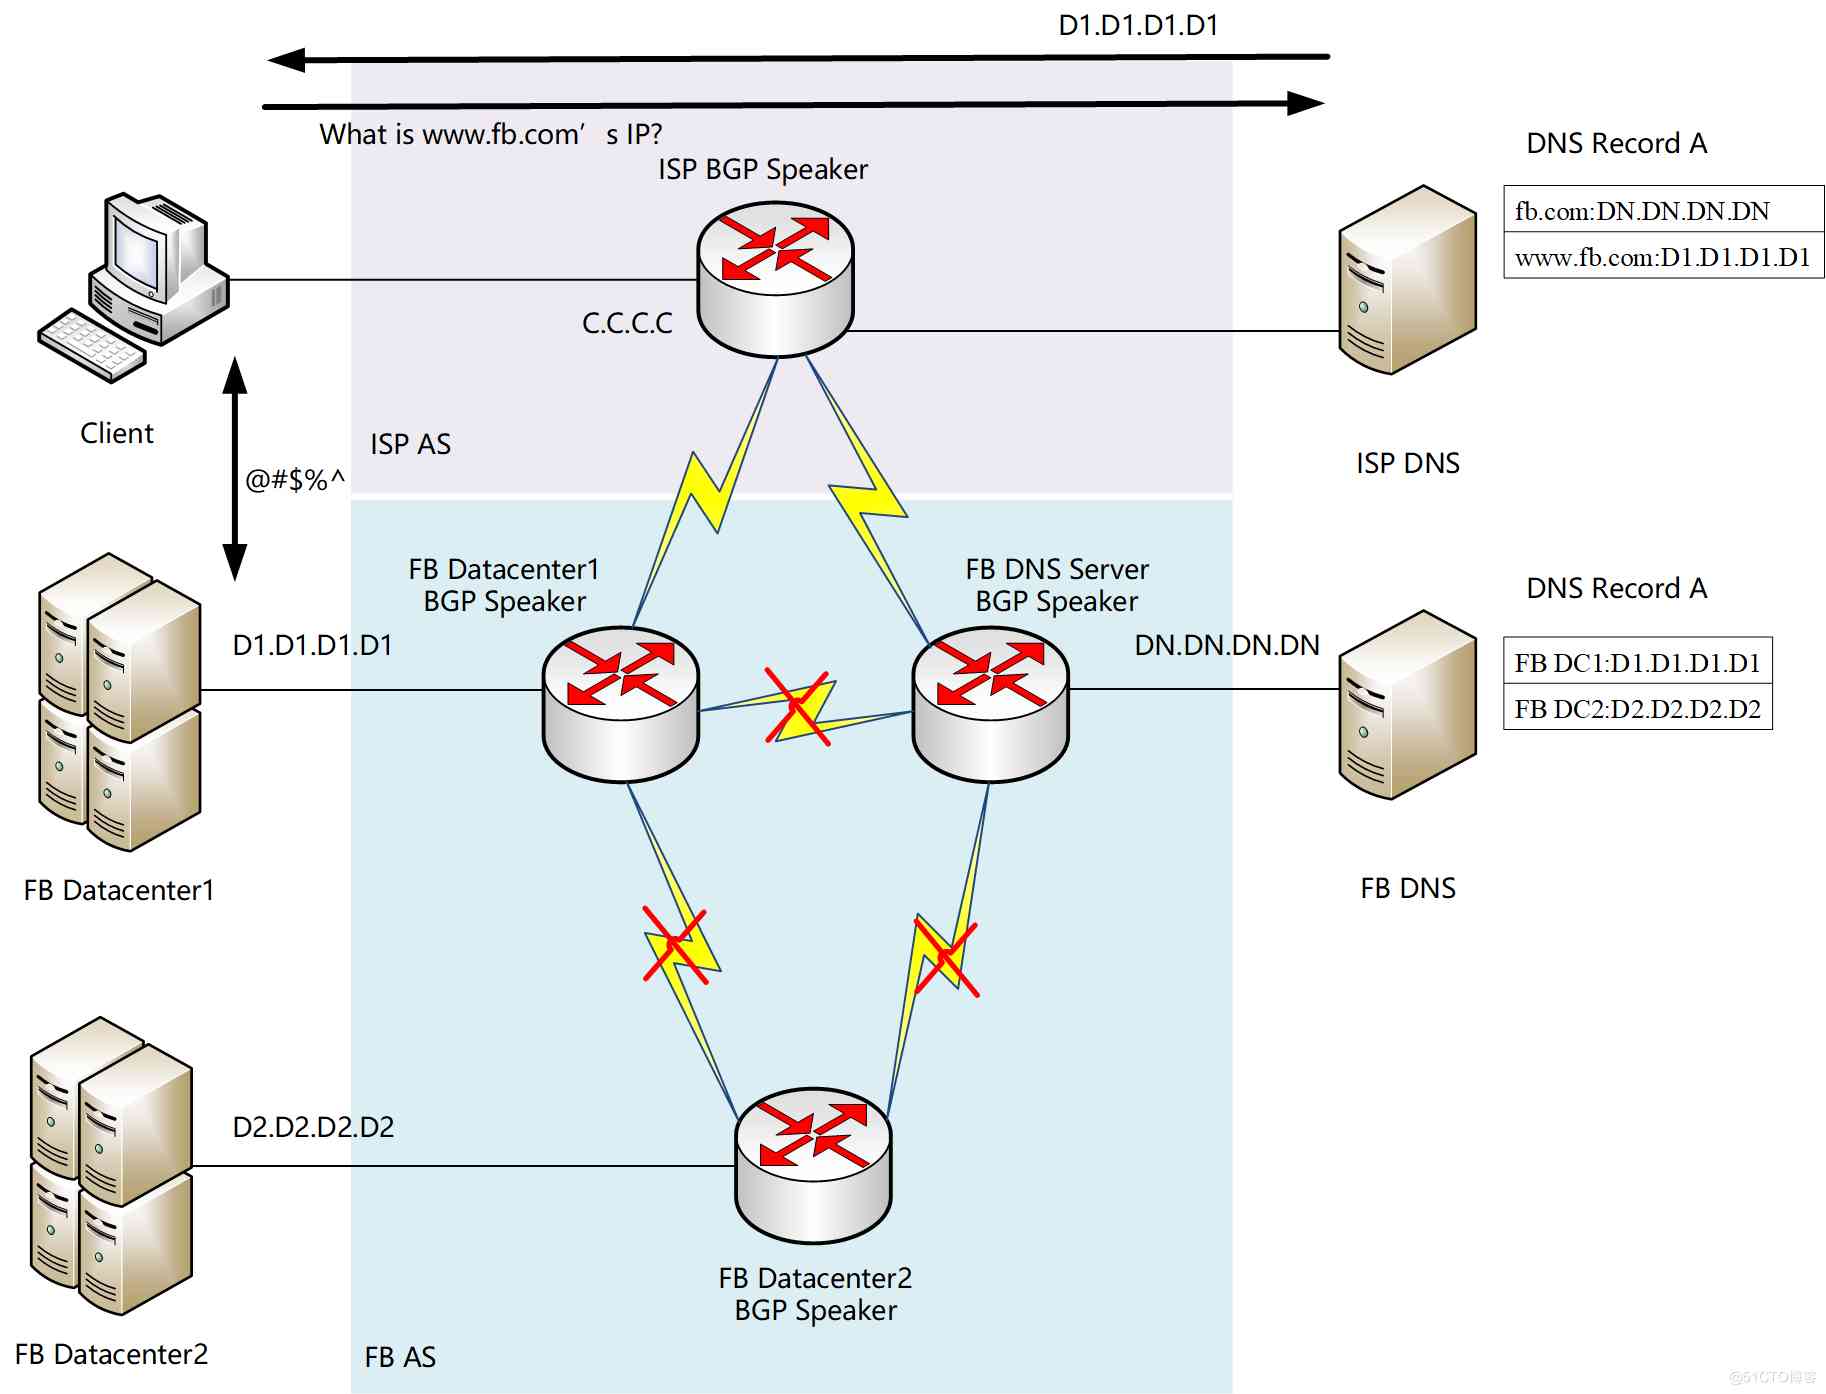 D1.D1.D1.D1
What is www.fb.com’s IP?
ISP BGP Speaker
DNS Record A
fb.com:DN.DN.DN.DN
www.fb.com:D1.D1.D1.D1
C.C.C.C
Client
ISP AS
ISP DNS
@#$%^
FB Datacenter1
BGP Speaker
FB DNS Server
BGP Speaker
DNS Record A
D1.D1.D1.D1
DN.DN.DN.DN
FB DC1:D1.D1.D1.D1
FB DC2:D2.D2.D2.D2
FB Datacenter1
FB DNS
D2.D2.D2.D2
FB Datacenter2
BGP Speaker
FB Datacenter2
FB AS
@51CTO博客